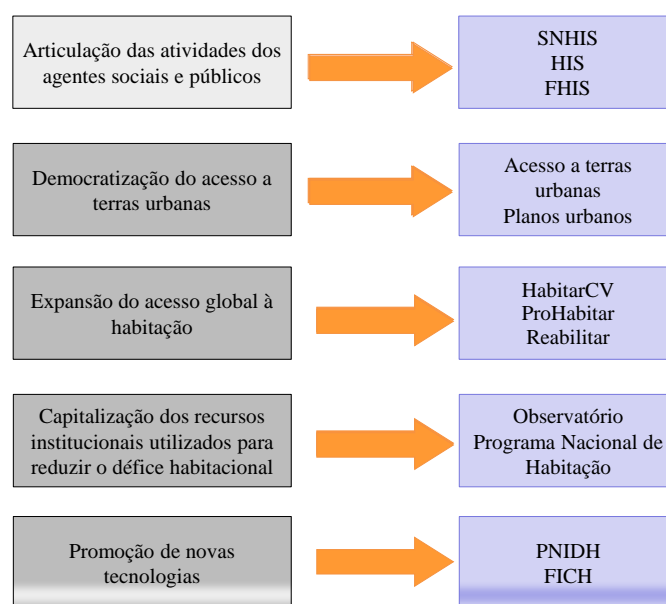 Articulação das atividades dos
agentes sociais e públicos
SNHIS
HIS
FHIS
Democratização do acesso a
terras urbanas
Acesso a terras
urbanas
Planos urbanos
Expansão do acesso global à
habitação
HabitarCV
ProHabitar
Reabilitar
Capitalização dos recursos
institucionais utilizados para
reduzir o défice habitacional
Observatório
Programa Nacional de
Habitação
Promoção de novas
tecnologias
PNIDH
FICH